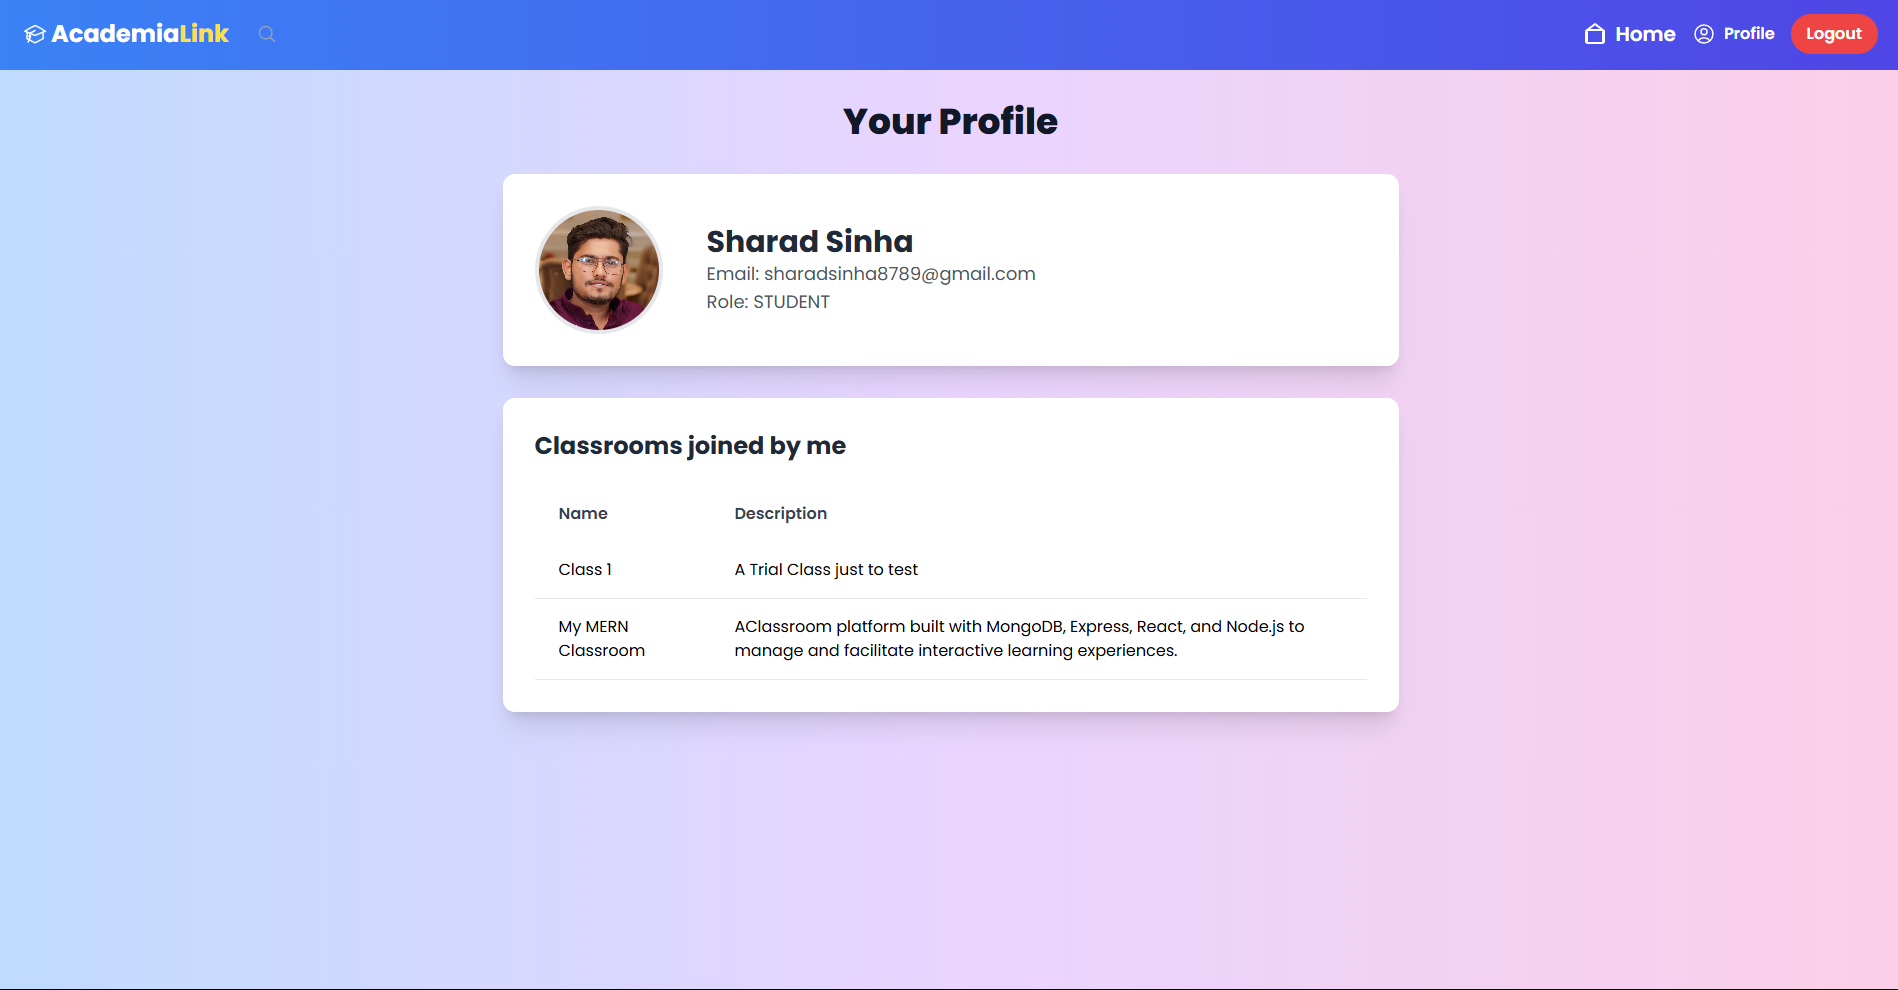 AcademiaLink
Home
Profile
Logout
Your Profile
Sharad Sinha
Email: sharadsinha8789@gmail.com
Role: STUDENT
Classrooms joined by me
Name Description
Class 1 A Trial Class just to test
My MERN
Classroom
AClassroom platform built with MongoDB, Express, React, and Node.js to
manage and facilitate interactive learning experiences.